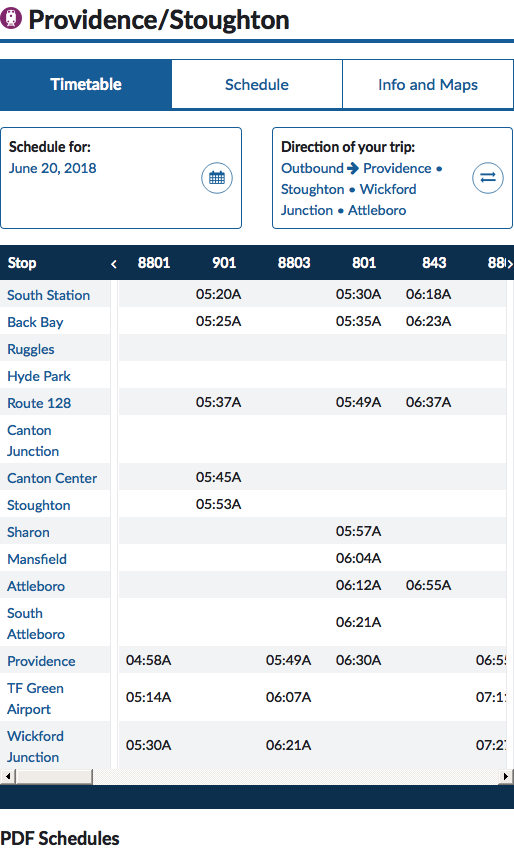 Providence/Stoughton
Timetable Schedule Info and Maps
Schedule for:
June 20, 2018
Direction of your trip:
Outbound → Providence •
Stoughton • Wickford
Junction • Attleboro
Stop < 8801 901 8803 801 843 88 >
South Station 05:20A 05:30A 06:18A
Back Bay 05:25A 05:35A 06:23A
Ruggles
Hyde Park
Route 128 05:37A 05:49A 06:37A
Canton
Junction
Canton Center 05:45A
Stoughton 05:53A
Sharon 05:57A
Mansfield 06:04A
Attleboro 06:12A 06:55A
South
Attleboro
06:21A
Providence 04:58A 05:49A 06:30A 06:5
TF Green
Airport
05:14A 06:07A 07:1
Wickford
Junction
05:30A 06:21A 07:2
PDF Schedules